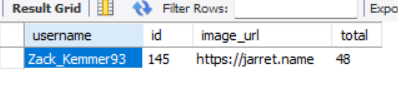 Result Grid Filter Rows: Expo
username id image_url total
Zack_Kemmer93 145 https://jarret.name 48